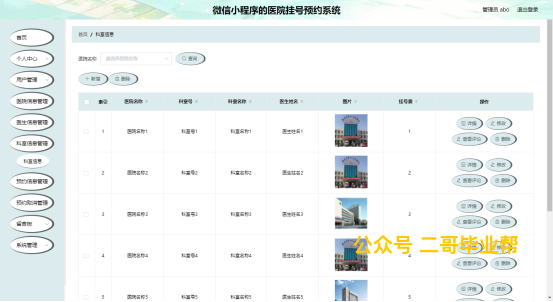 微信小程序的医院挂号预约系统
管理员 abo 退出登录
首页
个人中心
用户管理
医院信息管理
医生信息管理
科室信息管理
科室信息
预约信息管理
预约取消管理
留言板
系统管理
首页 / 科室信息
医院名称 查询
新增 删除
索引 医院名称 科室号 科室名称 医生姓名 图片 挂号费 操作
1 医院名称1 科室号1 科室名称1 医生姓名1 1 详情 修改
查看评论 删除
2 医院名称2 科室号2 科室名称2 医生姓名2 2 详情 修改
查看评论 删除
3 医院名称3 科室号3 科室名称3 医生姓名3 3 详情 修改
查看评论 删除
4 医院名称4 科室号4 科室名称4 医生姓名4 4 详情 修改
查看评论 删除
5 医院名称5 科室号5 科室名称5 医生姓名5 5 详情 修改
公众号 二哥毕业帮